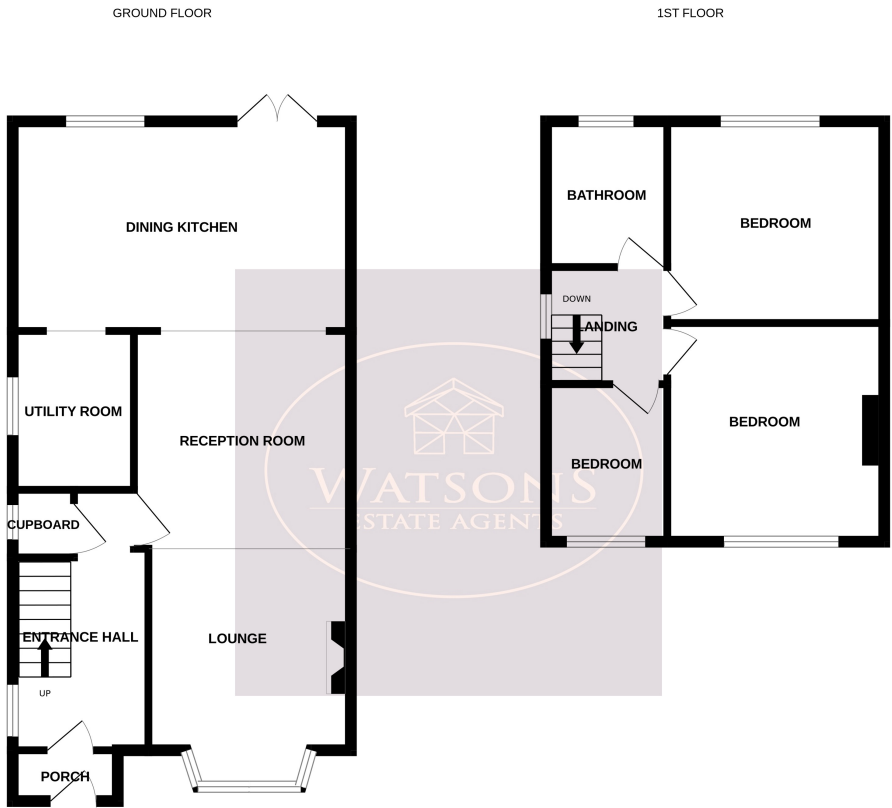 GROUND FLOOR
1ST FLOOR
DINING KITCHEN
UTILITY ROOM
RECEPTION ROOM
CUPBOARD
ENTRANCE HALL
UP
LOUNGE
PORCH
BATHROOM
BEDROOM
DOWN
LANDING
BEDROOM
BEDROOM
WATSONS
ESTATE AGENTS